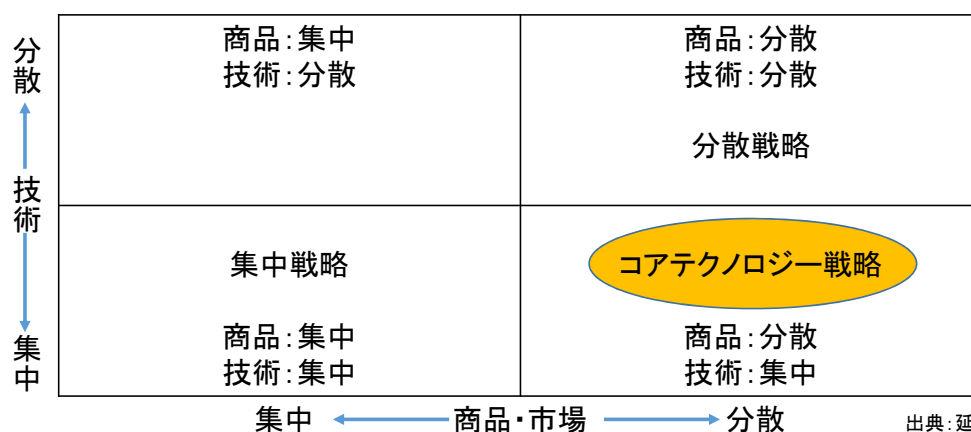 分散
技術
集中
商品:集中
技術:分散
商品:分散
技術:分散
分散戦略
集中戦略
商品:集中
技術:集中
コアテクノロジー戦略
商品:分散
技術:集中
集中
商品・市場
分散
出典:延